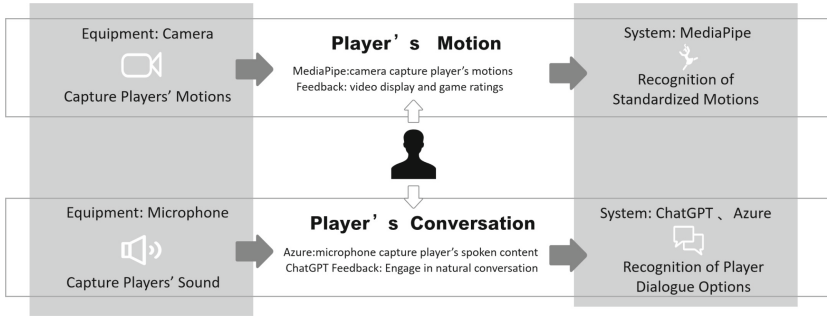 Equipment: Camera
Capture Players' Motions
Player's Motion
MediaPipe:camera capture player's motions
Feedback: video display and game ratings
System: MediaPipe
Recognition of
Standardized Motions
Equipment: Microphone
Capture Players' Sound
Player's Conversation
Azure:microphone capture player's spoken content
ChatGPT Feedback: Engage in natural conversation
System: ChatGPT 、Azure
Recognition of Player
Dialogue Options